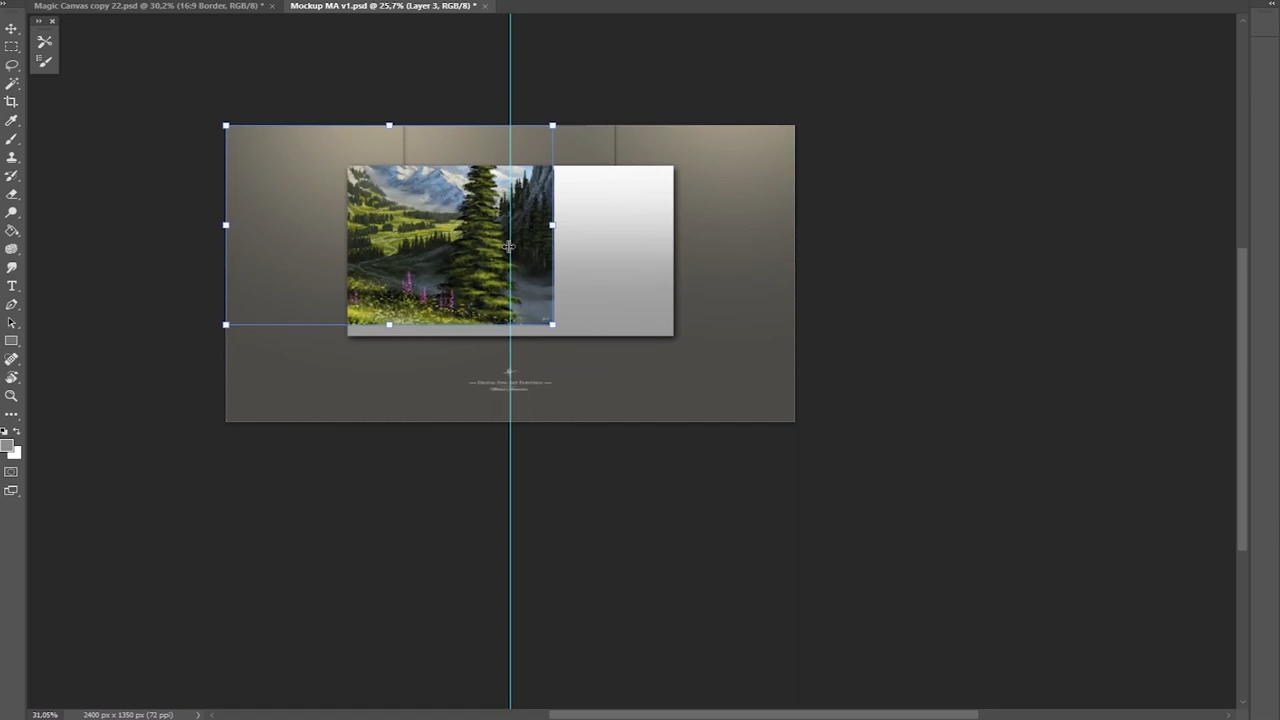 Magic Canvas copy 22.psd @ 30,2% (16:9 Border, RGB/8) *
Mockup MA v1.psd @ 25,7% (Layer 3, RGB/8) *
31,05%
2400 px x 1350 px (72 ppi)